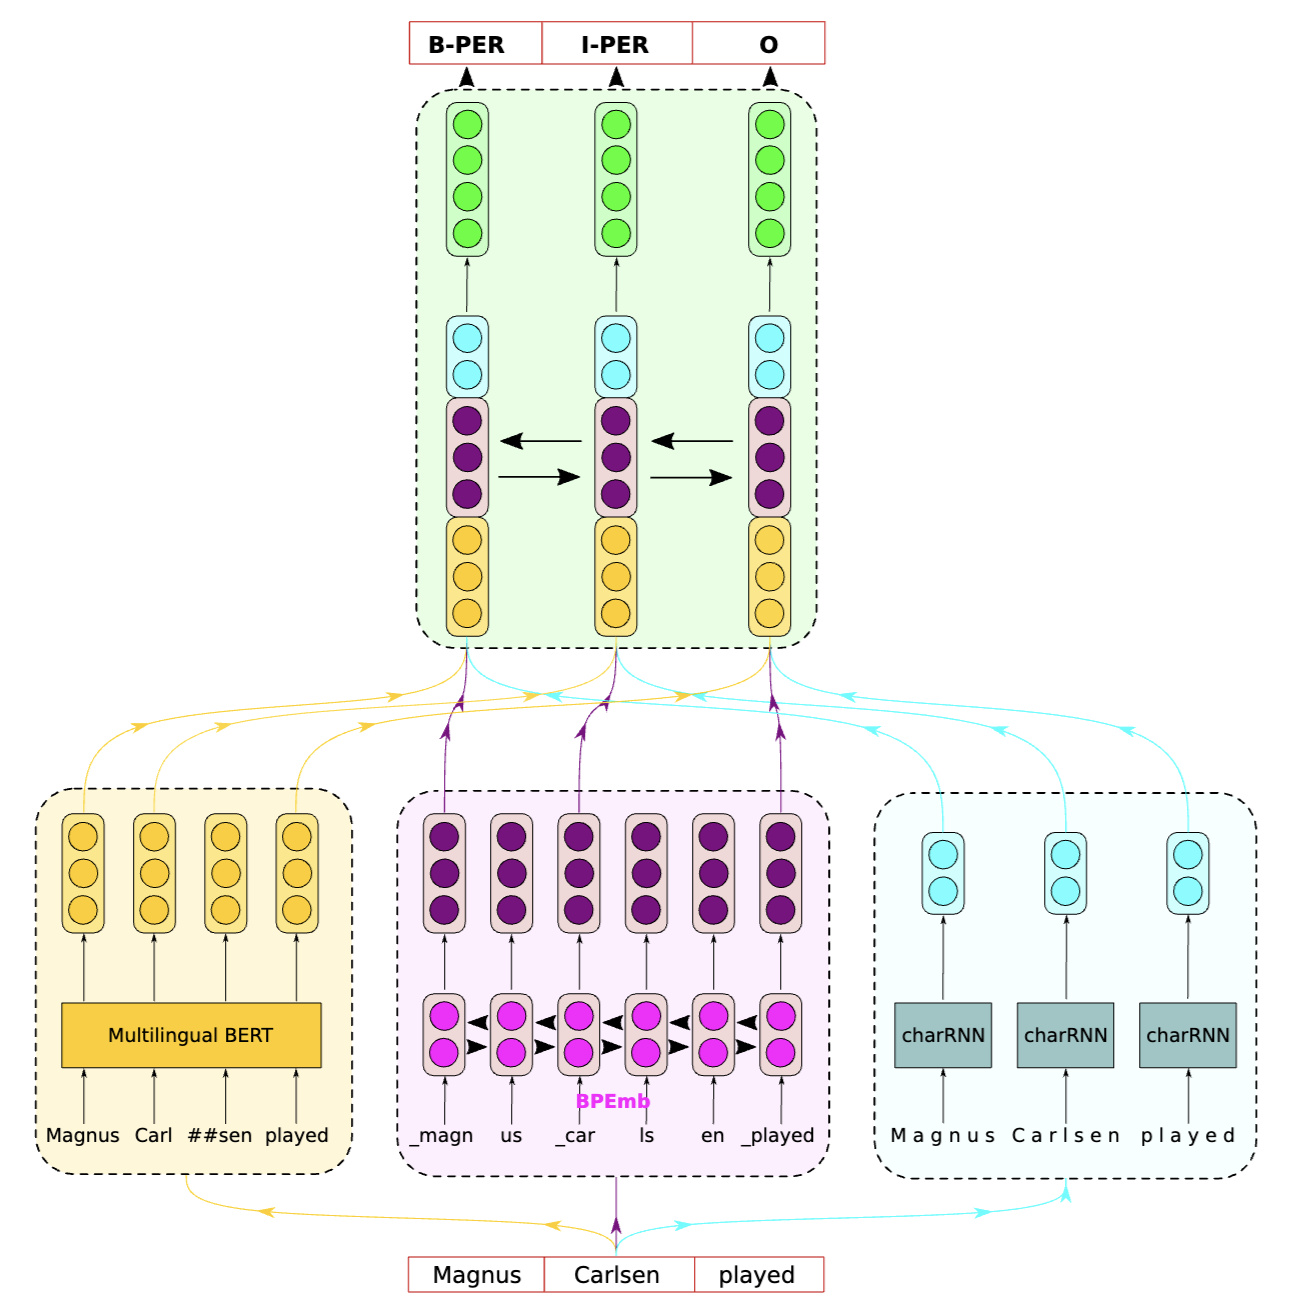 B-PER I-PER O
Multilingual BERT
Magnus Carl ##sen played
BPEmb
_magn us _car ls en _played
charRNN charRNN charRNN
M a g n u s C a r l s e n p l a y e d
Magnus Carlsen played